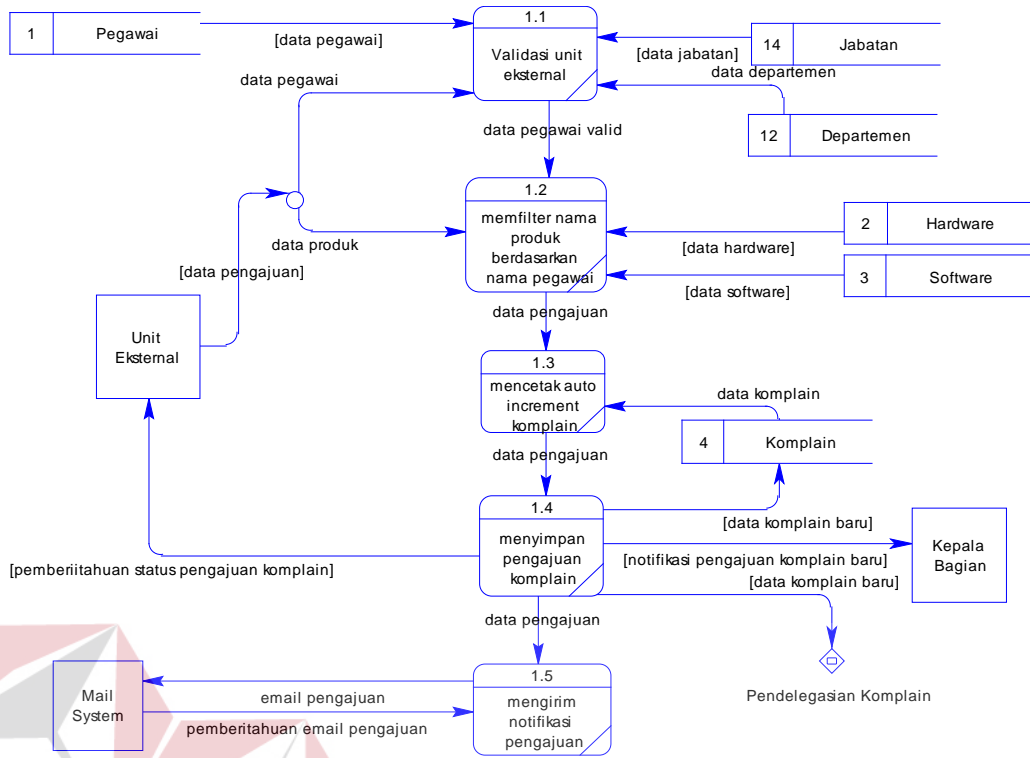 1 Pegawai
[data pegawai]
1.1
Validasi unit
eksternal
14 Jabatan
[data jabatan]
data departemen
12 Departemen
data pegawai
data pegawai valid
1.2
memfilter nama
produk
berdasarkan
nama pegawai
data produk
[data pengajuan]
2 Hardware
[data hardware]
3 Software
[data software]
Unit
Eksternal
data pengajuan
1.3
mencetak auto
increment
komplain
data komplain
4 Komplain
data pengajuan
1.4
menyimpan
pengajuan
komplain
[data komplain baru]
[notifikasi pengajuan komplain baru]
Kepala
Bagian
[data komplain baru]
[pemberiitahuan status pengajuan komplain]
data pengajuan
Pendelegasian Komplain
1.5
mengirim
notifikasi
pengajuan
Mail
System
email pengajuan
pemberitahuan email pengajuan